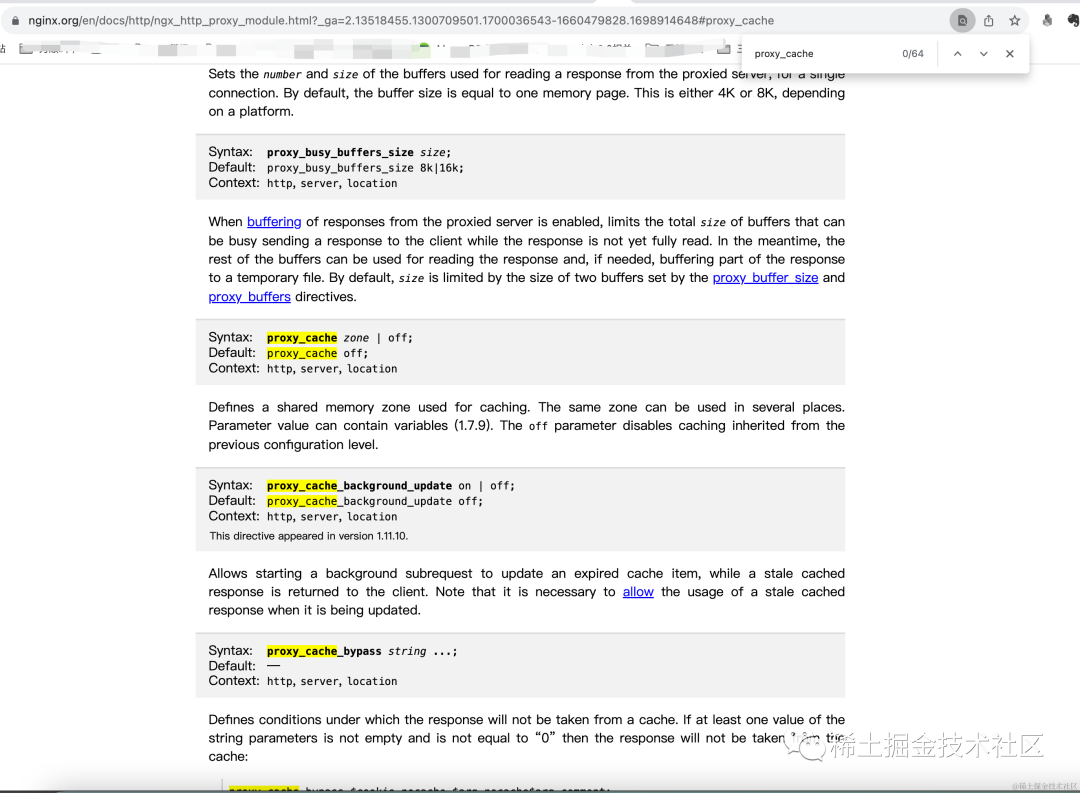 nginx.org/en/docs/http/ngx_http_proxy_module.html?_ga=2.13518455.1300709501.1700036543-1660479828.1698914648#proxy_cache
proxy_cache 0/64
Sets the number and size of the buffers used for reading a response from the proxied server, for a single
connection. By default, the buffer size is equal to one memory page. This is either 4K or 8K, depending
on a platform.
Syntax: proxy_busy_buffers_size size;
Default: proxy_busy_buffers_size 8k|16k;
Context: http, server, location
When buffering of responses from the proxied server is enabled, limits the total size of buffers that can
be busy sending a response to the client while the response is not yet fully read. In the meantime, the
rest of the buffers can be used for reading the response and, if needed, buffering part of the response
to a temporary file. By default, size is limited by the size of two buffers set by the proxy_buffer_size and
proxy_buffers directives.
Syntax: proxy_cache zone | off;
Default: proxy_cache off;
Context: http, server, location
Defines a shared memory zone used for caching. The same zone can be used in several places.
Parameter value can contain variables (1.7.9). The off parameter disables caching inherited from the
previous configuration level.
Syntax: proxy_cache_background_update on | off;
Default: proxy_cache_background_update off;
Context: http, server, location
This directive appeared in version 1.11.10.
Allows starting a background subrequest to update an expired cache item, while a stale cached
response is returned to the client. Note that it is necessary to allow the usage of a stale cached
response when it is being updated.
Syntax: proxy_cache_bypass string ...;
Default: —
Context: http, server, location
Defines conditions under which the response will not be taken from a cache. If at least one value of the
string parameters is not empty and is not equal to “0” then the response will not be taken from the
cache:
稀土掘金技术社区
@稀土掘金技术社区